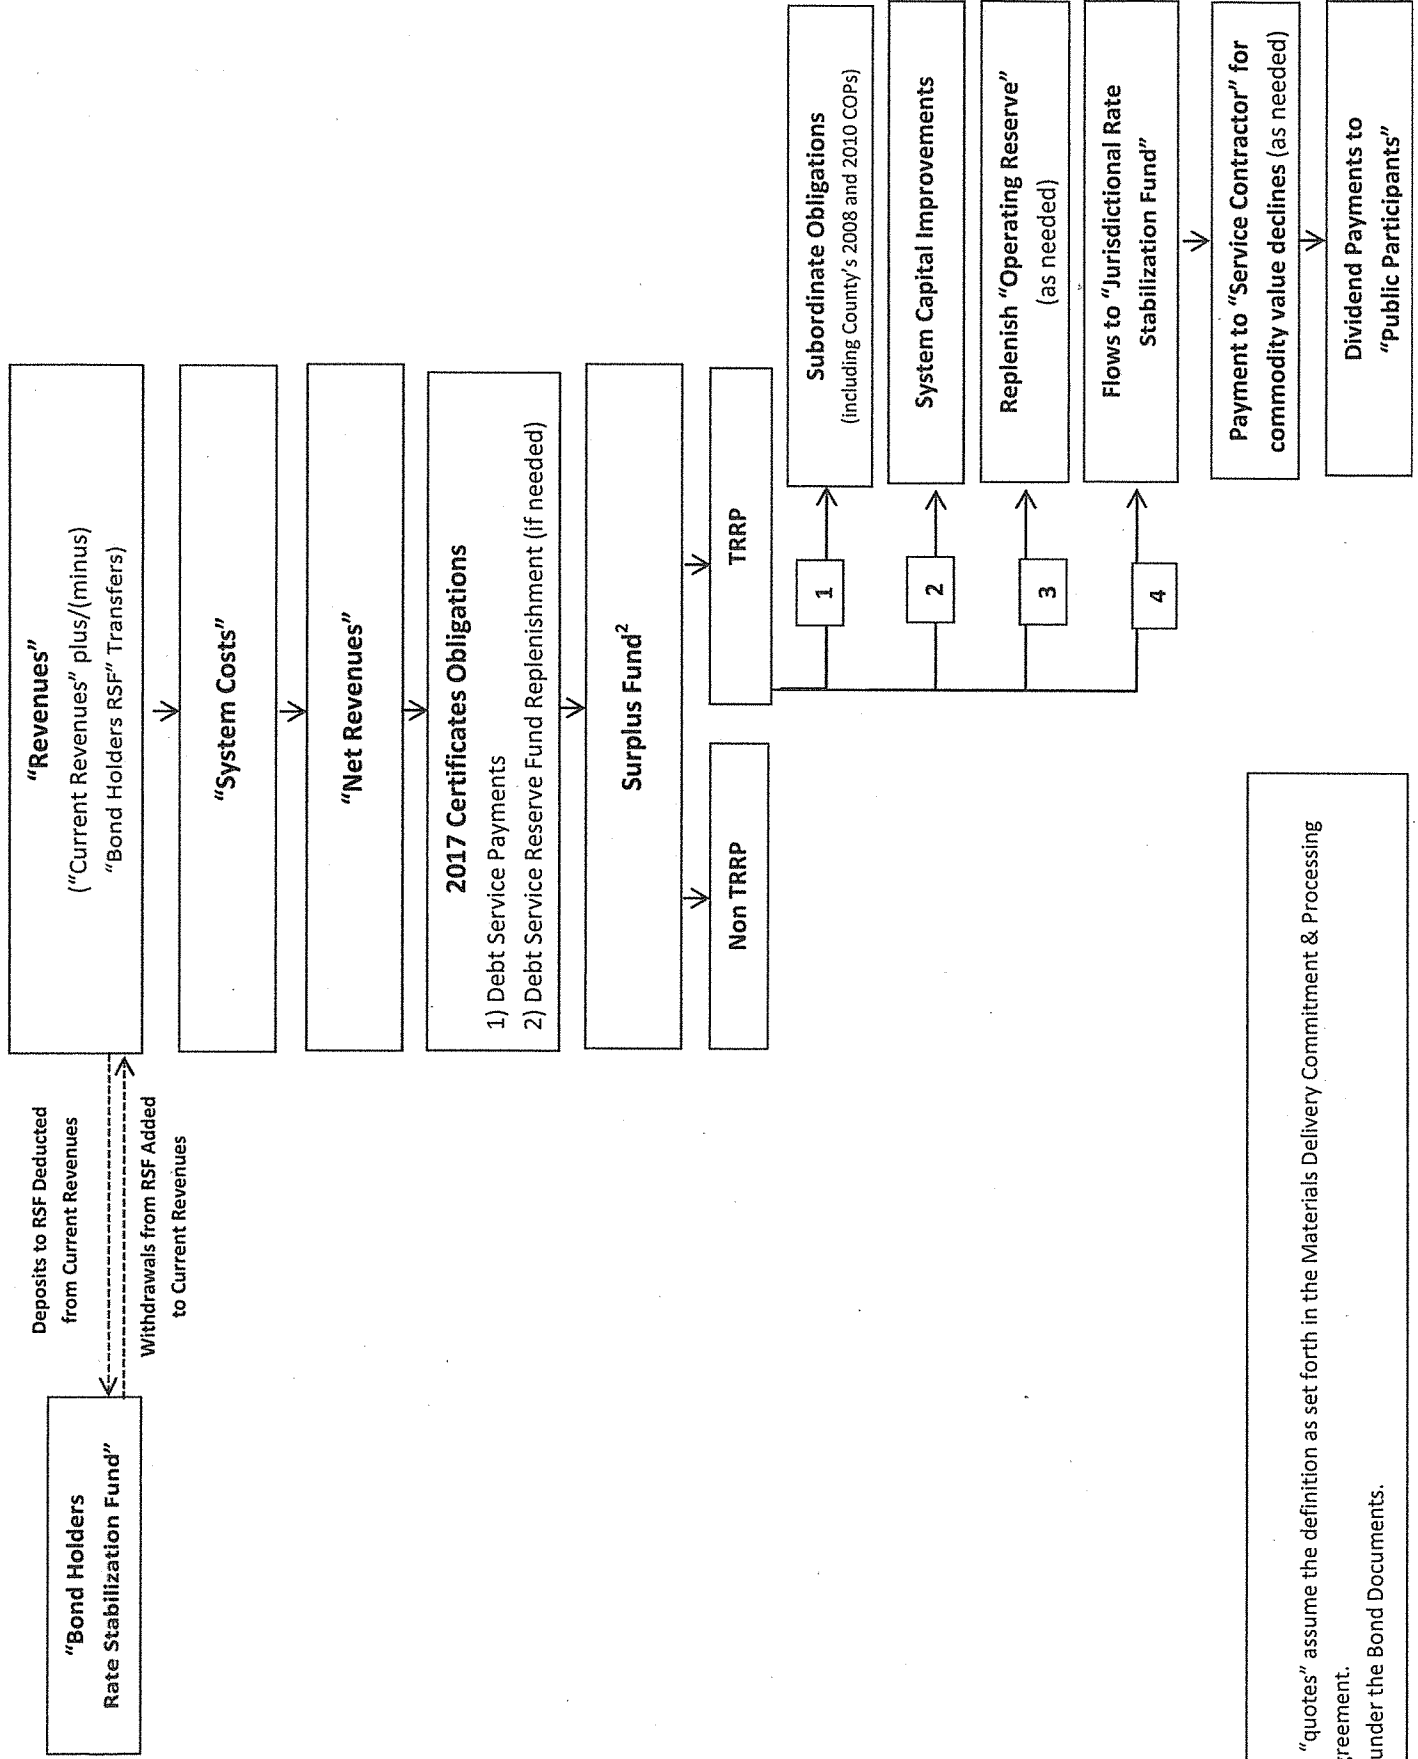 "Bond Holders
Rate Stabilization Fund"
Deposits to RSF Deducted
from Current Revenues
Withdrawals from RSF Added
to Current Revenues
"Revenues"
("Current Revenues" plus/(minus)
"Bond Holders RSF" Transfers)
"System Costs"
"Net Revenues"
2017 Certificates Obligations
1) Debt Service Payments
2) Debt Service Reserve Fund Replenishment (if needed)
Surplus Fund²
Non TRRP
TRRP
1
Subordinate Obligations
(including County's 2008 and 2010 COPs)
2
System Capital Improvements
3
Replenish "Operating Reserve"
(as needed)
4
Flows to "Jurisdictional Rate
Stabilization Fund"
Payment to "Service Contractor" for
commodity value declines (as needed)
Dividend Payments to
"Public Participants"
"quotes" assume the definition as set forth in the Materials Delivery Commitment & Processing
reement.
under the Bond Documents.